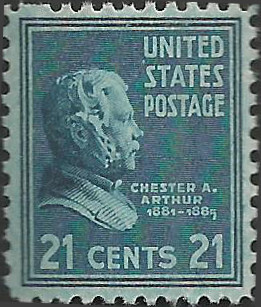 UNITED
STATES
POSTAGE
CHESTER A.
ARTHUR
1881-1885
21 CENTS 21